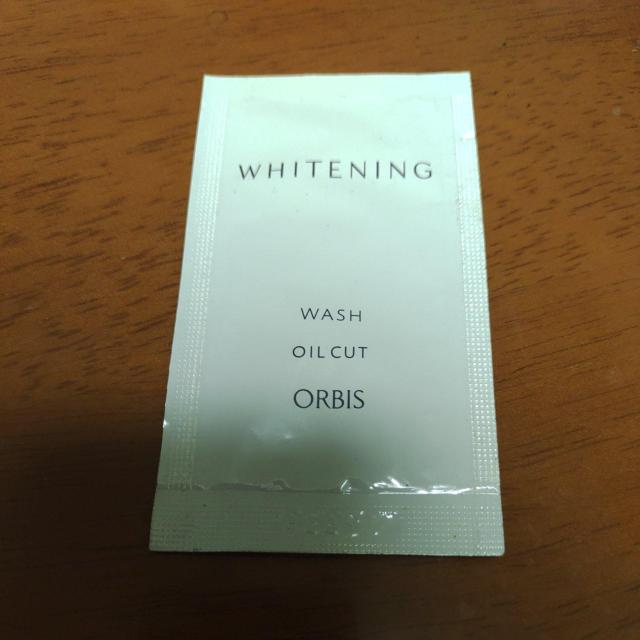 WHITENING
WASH
OIL CUT
ORBIS